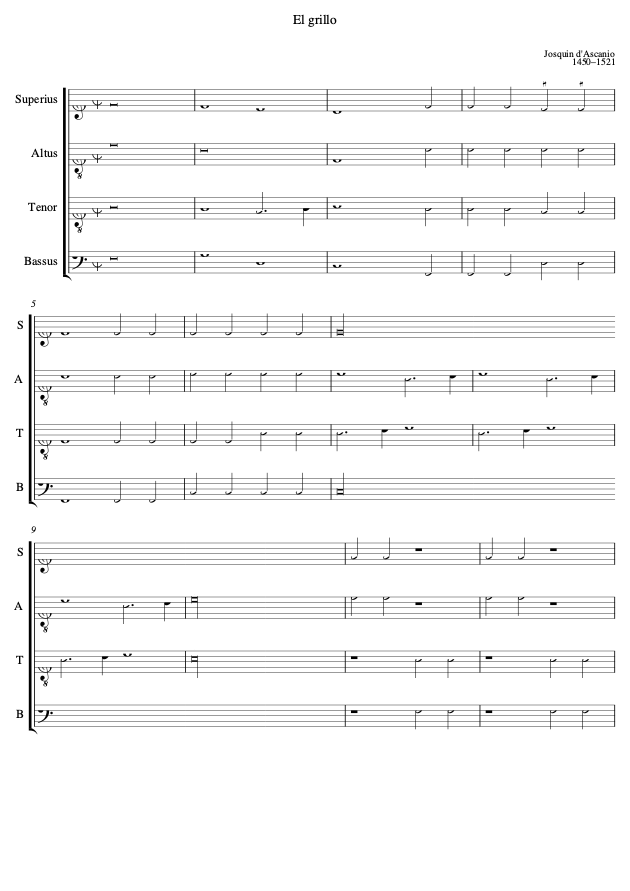 El grillo
Josquin d'Ascanio
1450–1521
Superius
Altus
Tenor
Bassus
5
S
A
T
B
9
S
A
T
B